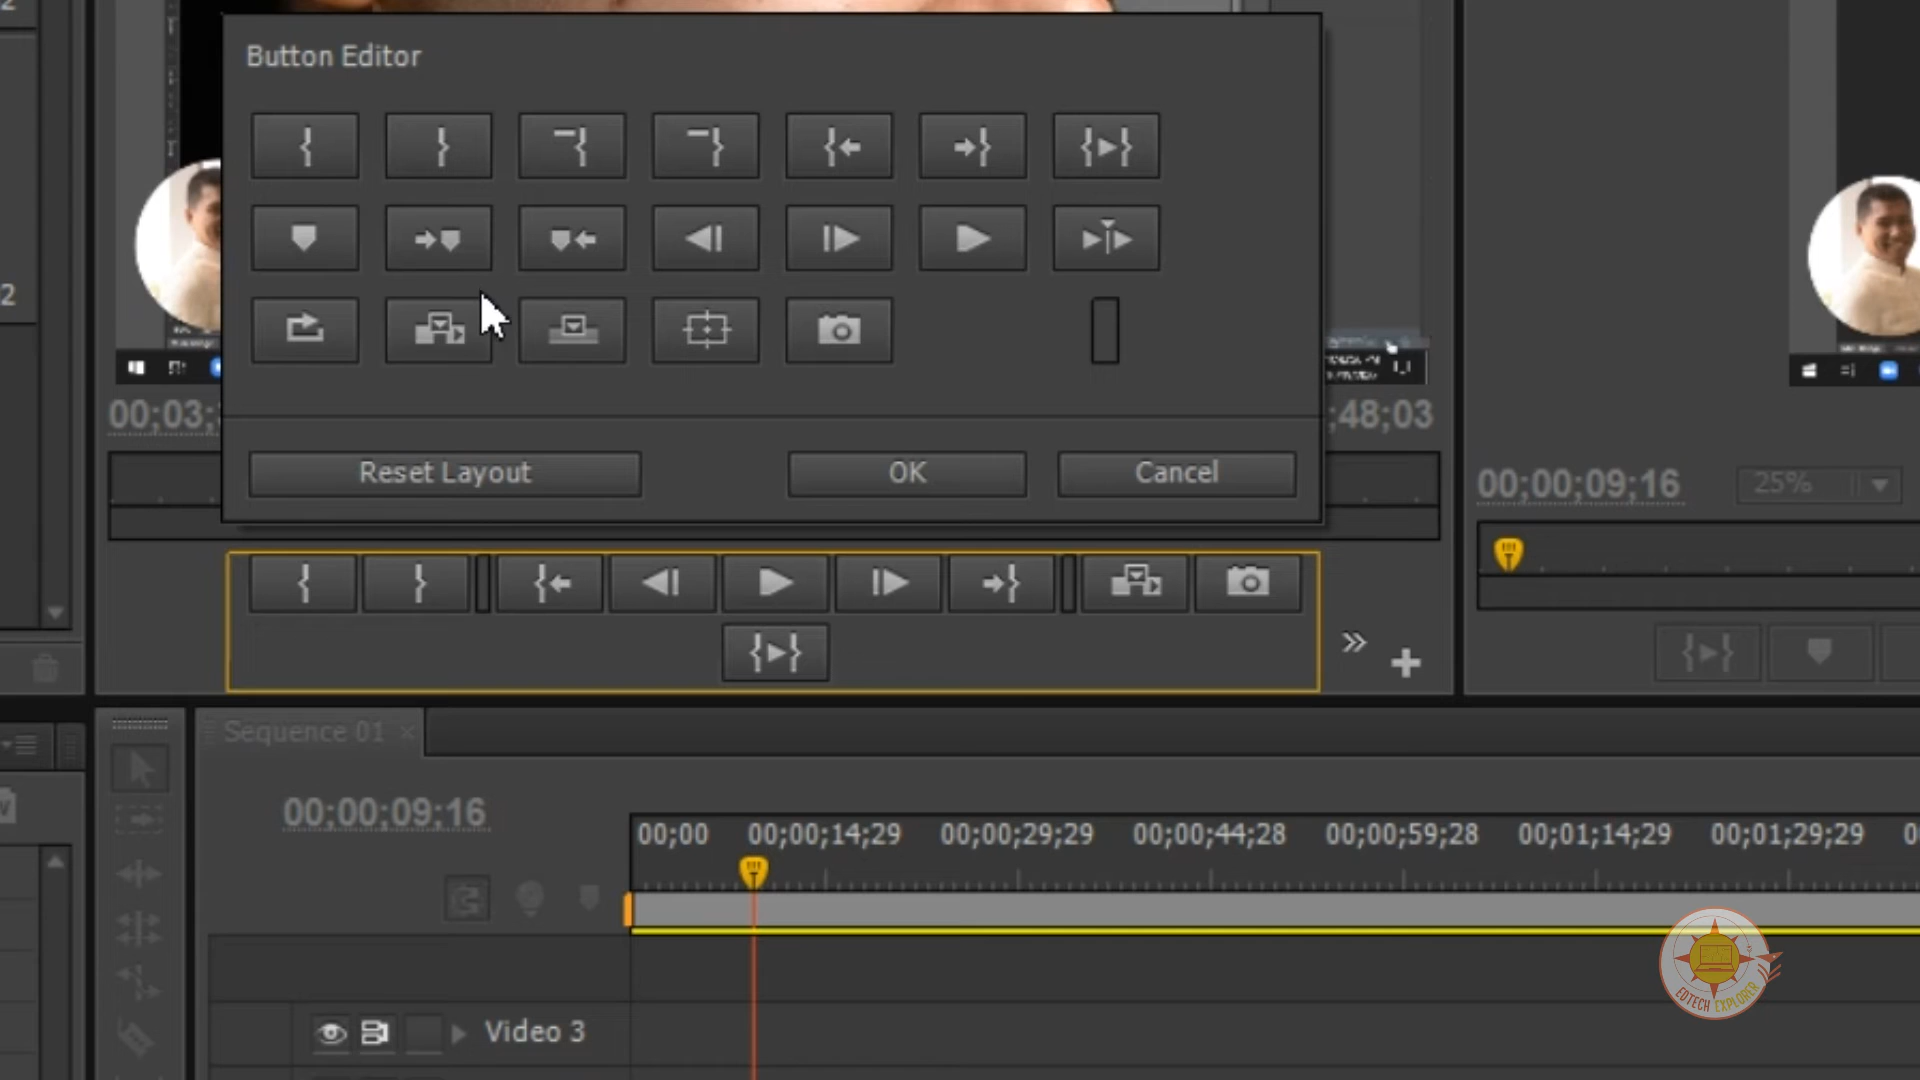 Button Editor
2
Reset Layout
OK
Cancel
00;03;
;48;03
00;00;09;16
25%
Sequence 01
00;00;09;16
00;00
00;00;14;29
00;00;29;29
00;00;44;28
00;00;59;28
00;01;14;29
00;01;29;29
Video 3
EDTECH EXPLORER